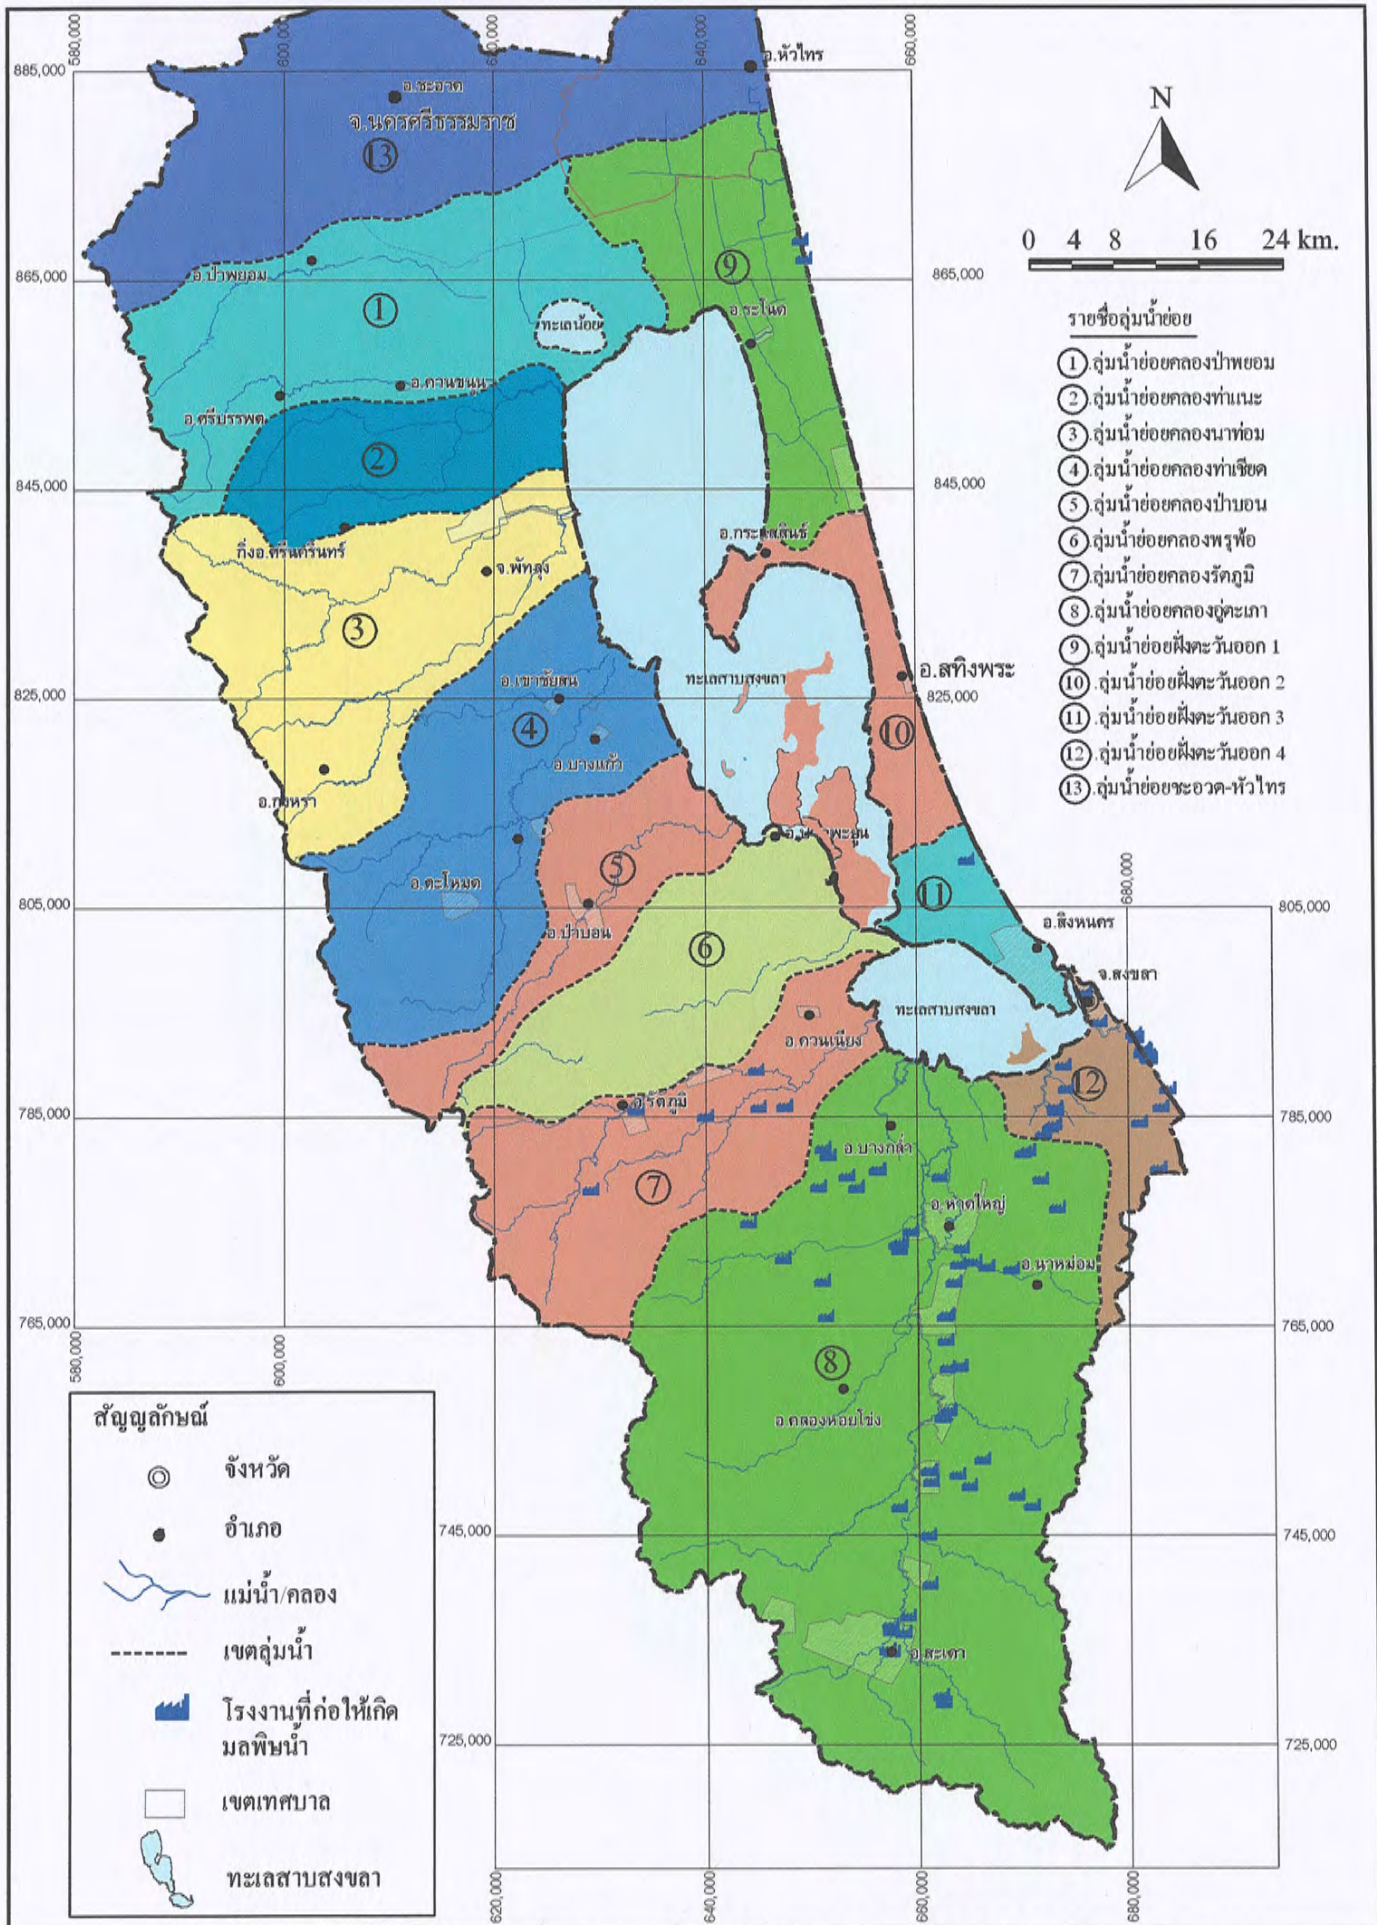 580,000
600,000
620,000
640,000
660,000
885,000
อ.หัวไทร
อ.ชะอวด
จ.นครศรีธรรมราช
13
N
0 4 8 16 24 km.
9
865,000
865,000
อ.ป่าพยอม
1
ทะเลน้อย
อ.ระโนด
อ.ควนขนุน
อ.ศรีบรรพต
2
845,000
845,000
อ.กระแสสินธุ์
กิ่งอ.ศรีนครินทร์
จ.พัทลุง
3
อ.เขาชัยสน
ทะเลสาบสงขลา
อ.สทิงพระ
825,000
825,000
4
10
อ.บางแก้ว
อ.กงหรา
5
อ.ตะโหมด
11
680,000
805,000
805,000
อ.ป่าบอน
6
อ.สิงหนคร
จ.สงขลา
ทะเลสาบสงขลา
อ.ควนเนียง
12
อ.รัตภูมิ
785,000
785,000
อ.บางกล่ำ
7
อ.หาดใหญ่
อ.นาหม่อม
765,000
765,000
8
อ.คลองหอยโข่ง
745,000
745,000
อ.สะเดา
725,000
725,000
580,000
600,000
620,000
640,000
660,000
680,000
รายชื่อลุ่มน้ำย่อย
1.ลุ่มน้ำย่อยคลองป่าพยอม
2.ลุ่มน้ำย่อยคลองท่าแนะ
3.ลุ่มน้ำย่อยคลองนาท่อม
4.ลุ่มน้ำย่อยคลองท่าเชียด
5.ลุ่มน้ำย่อยคลองป่าบอน
6.ลุ่มน้ำย่อยคลองพรุพ้อ
7.ลุ่มน้ำย่อยคลองรัตภูมิ
8.ลุ่มน้ำย่อยคลองอู่ตะเภา
9.ลุ่มน้ำย่อยฝั่งตะวันออก 1
10.ลุ่มน้ำย่อยฝั่งตะวันออก 2
11.ลุ่มน้ำย่อยฝั่งตะวันออก 3
12.ลุ่มน้ำย่อยฝั่งตะวันออก 4
13.ลุ่มน้ำย่อยชะอวด-หัวไทร
สัญญลักษณ์
จังหวัด
อำเภอ
แม่น้ำ/คลอง
เขตลุ่มน้ำ
โรงงานที่ก่อให้เกิด
มลพิษน้ำ
เขตเทศบาล
ทะเลสาบสงขลา